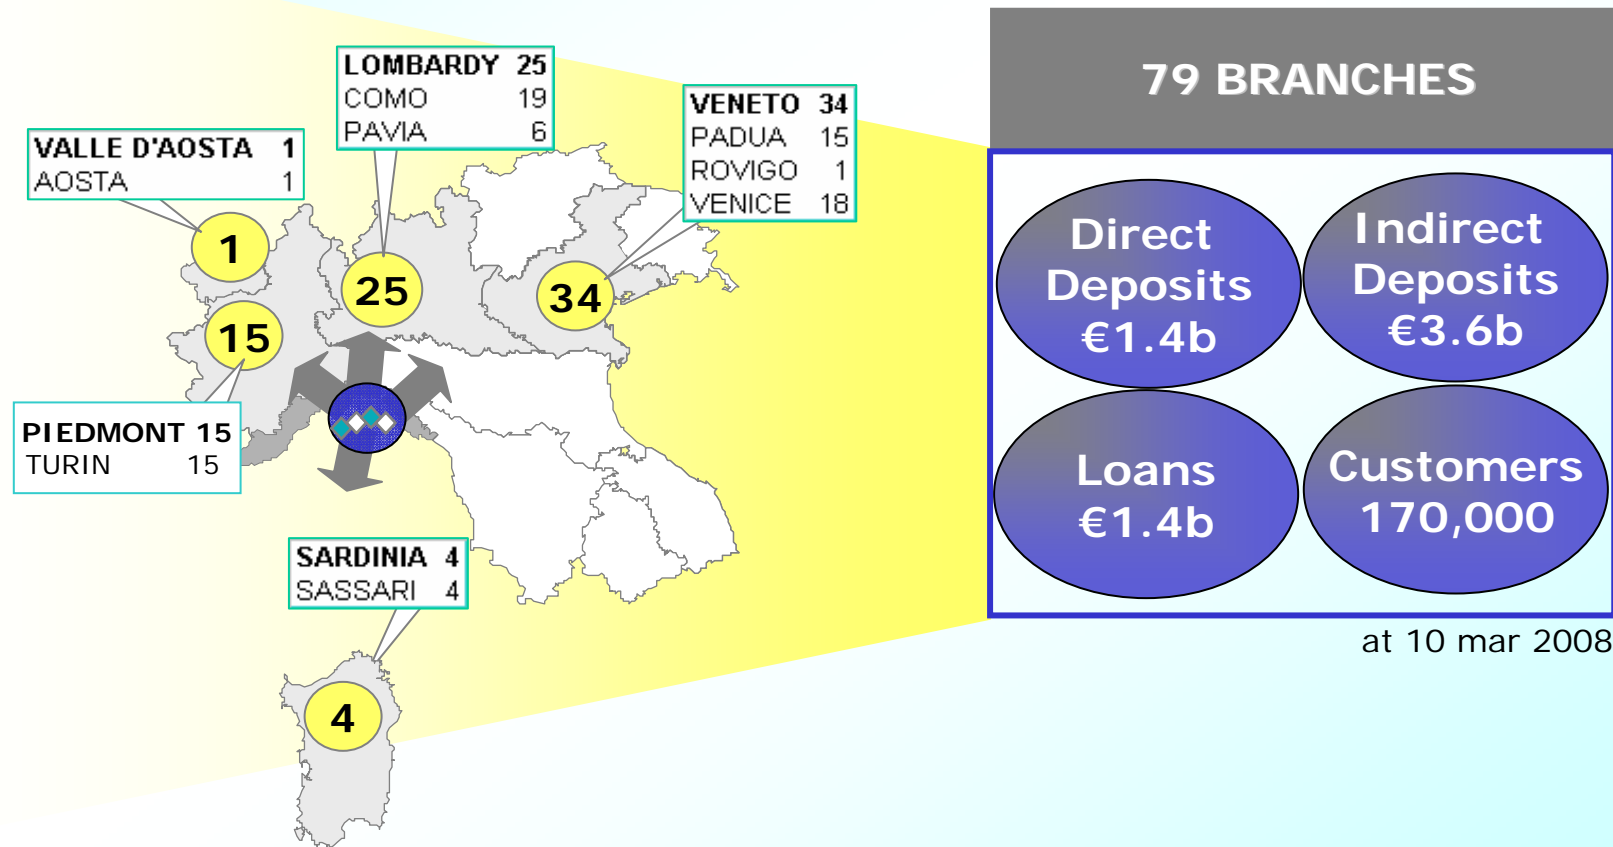 LOMBARDY 25
COMO 19
PAVIA 6
VENETO 34
PADUA 15
ROVIGO 1
VENICE 18
VALLE D'AOSTA 1
AOSTA 1
1
25
34
15
PIEDMONT 15
TURIN 15
SARDINIA 4
SASSARI 4
4
79 BRANCHES
Direct
Deposits
€1.4b
Indirect
Deposits
€3.6b
Loans
€1.4b
Customers
170,000
at 10 mar 2008